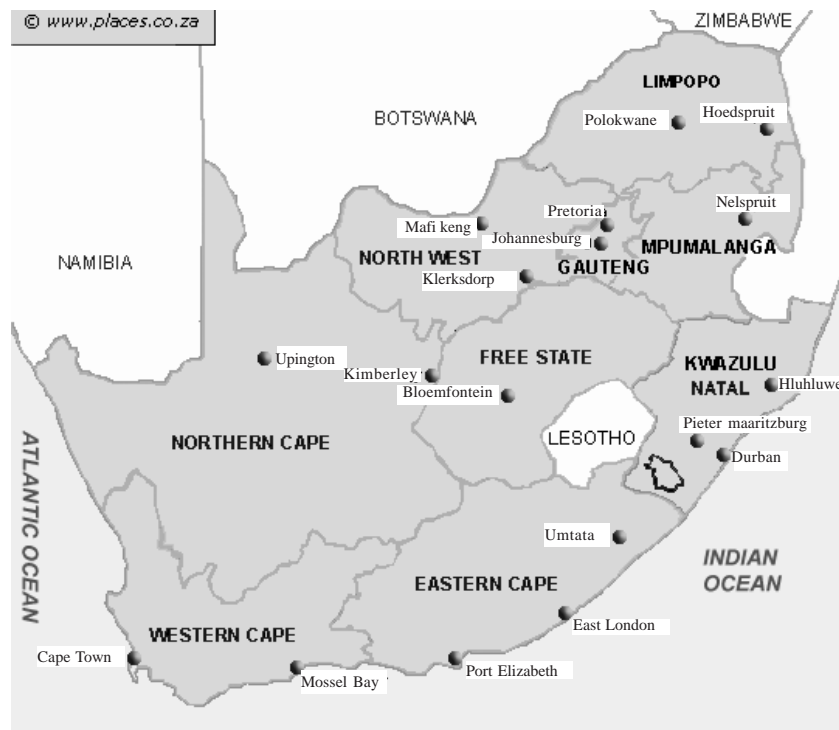 © www.places.co.za
ZIMBABWE
LIMPOPO
BOTSWANA
Polokwane
Hoedspruit
Nelspruit
Pretoria
Mafi keng
Johannesburg
MPUMALANGA
NAMIBIA
NORTH WEST
GAUTENG
Klerksdorp
Upington
FREE STATE
KWAZULU
NATAL
Kimberley
Hluhluwe
Bloemfontein
Pieter maaritzburg
NORTHERN CAPE
LESOTHO
Durban
ATLANTIC OCEAN
Umtata
INDIAN
OCEAN
EASTERN CAPE
East London
WESTERN CAPE
Cape Town
Mossel Bay
Port Elizabeth